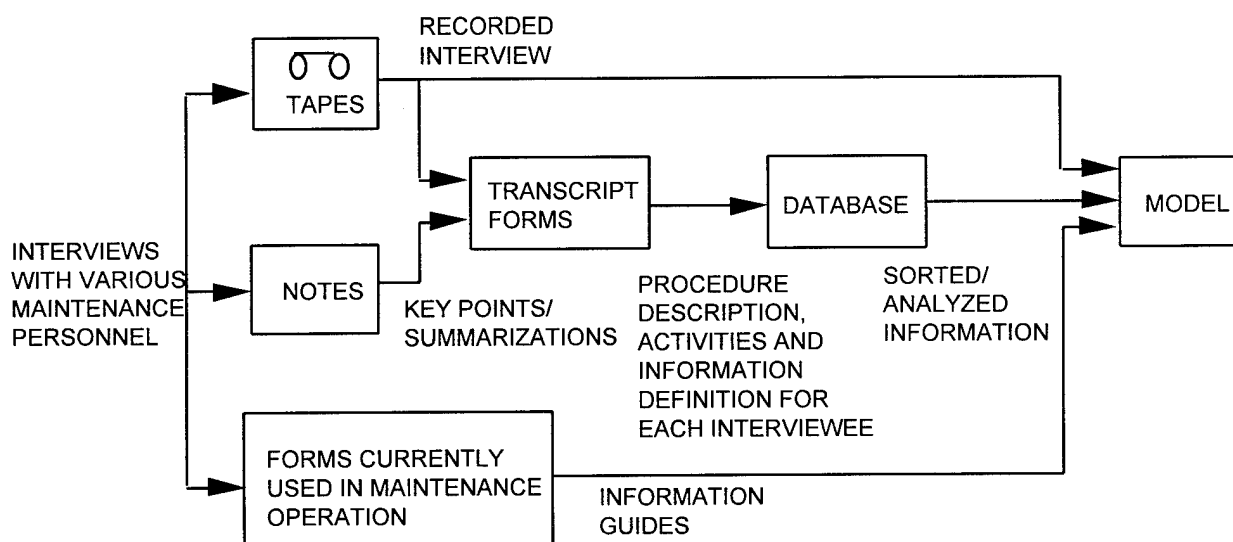 RECORDED
INTERVIEW
TAPES
TRANSCRIPT
FORMS
DATABASE
MODEL
INTERVIEWS
WITH VARIOUS
MAINTENANCE
PERSONNEL
NOTES
KEY POINTS/
SUMMARIZATIONS
PROCEDURE
DESCRIPTION,
ACTIVITIES AND
INFORMATION
DEFINITION FOR
EACH INTERVIEWEE
SORTED/
ANALYZED
INFORMATION
FORMS CURRENTLY
USED IN MAINTENANCE
OPERATION
INFORMATION
GUIDES